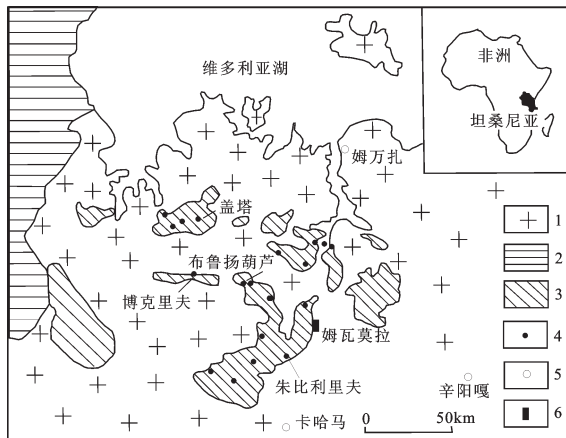 维多利亚湖
非洲
坦桑尼亚
姆万扎
盖塔
布鲁扬葫芦
博克里夫
姆瓦莫拉
朱比利里夫
辛阳嘎
卡哈马
0 50km
1
2
3
4
5
6